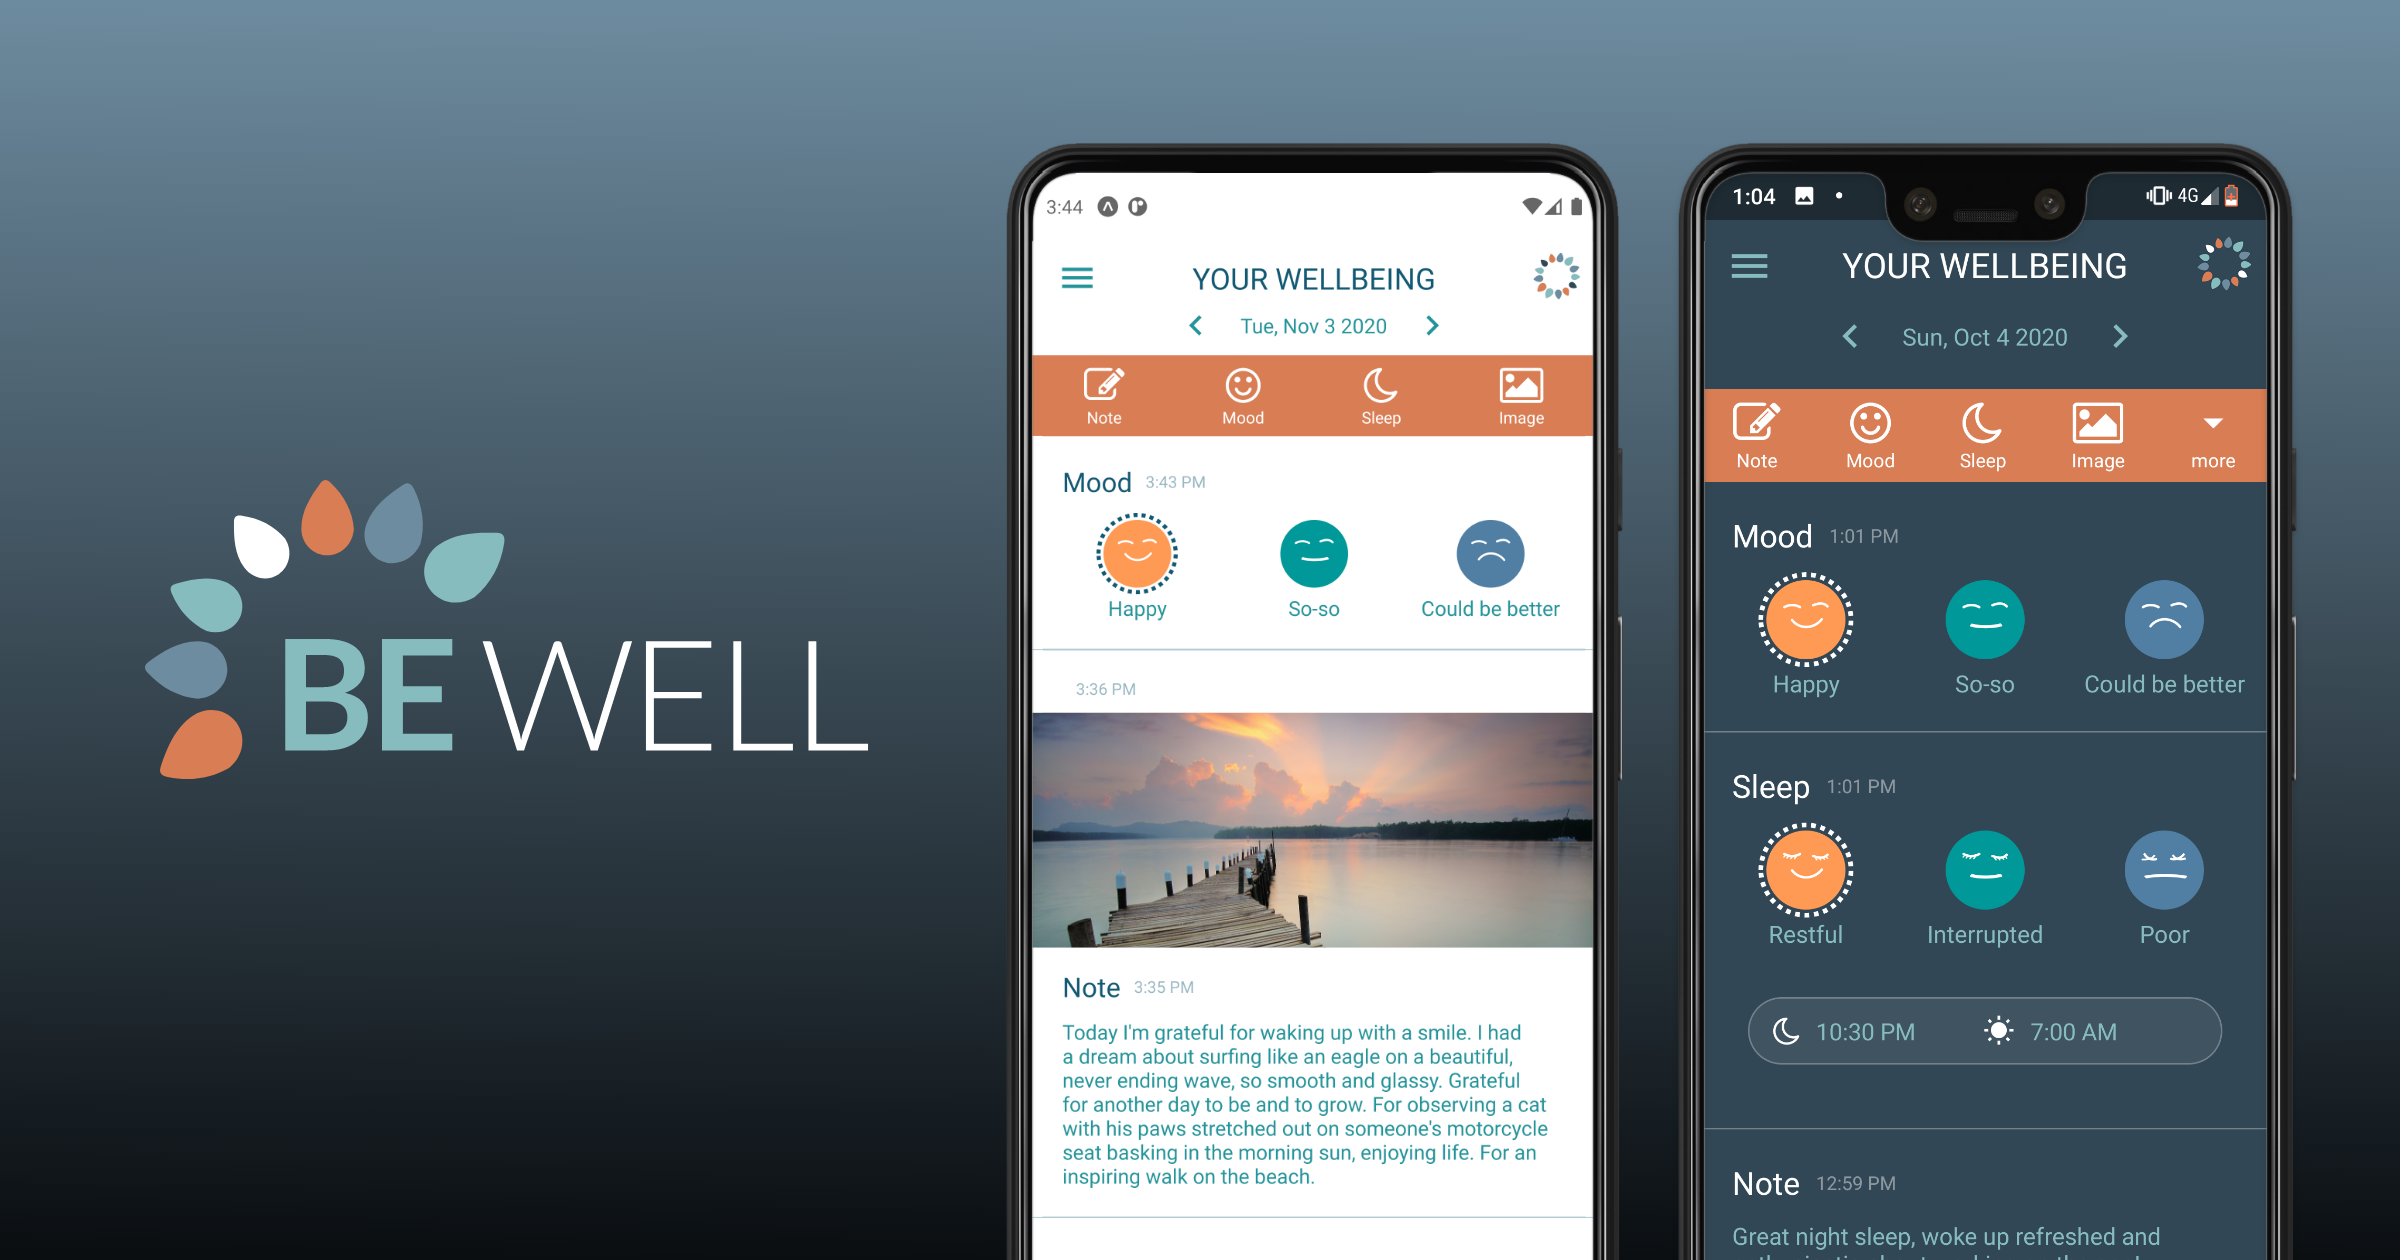 BE WELL
3:44
YOUR WELLBEING
Tue, Nov 3 2020
Note Mood Sleep Image
Mood 3:43 PM
Happy So-so Could be better
3:36 PM
Note 3:35 PM
Today I'm grateful for waking up with a smile. I had
a dream about surfing like an eagle on a beautiful,
never ending wave, so smooth and glassy. Grateful
for another day to be and to grow. For observing a cat
with his paws stretched out on someone's motorcycle
seat basking in the morning sun, enjoying life. For an
inspiring walk on the beach.
1:04 4G
YOUR WELLBEING
Sun, Oct 4 2020
Note Mood Sleep Image more
Mood 1:01 PM
Happy So-so Could be better
Sleep 1:01 PM
Restful Interrupted Poor
10:30 PM 7:00 AM
Note 12:59 PM
Great night sleep, woke up refreshed and